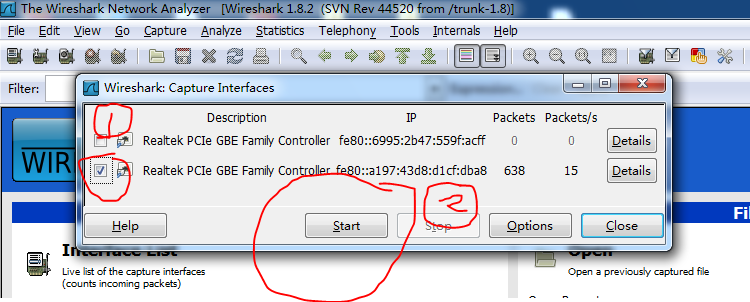 The Wireshark Network Analyzer [Wireshark 1.8.2 (SVN Rev 44520 from /trunk-1.8)]
File Edit View Go Capture Analyze Statistics Telephony Tools Internals Help
Filter: Expression...
Wireshark: Capture Interfaces
Description IP Packets Packets/s
1
Realtek PCIe GBE Family Controller fe80::6995:2b47:559f:acff 0 0 Details
Realtek PCIe GBE Family Controller fe80::a197:43d8:d1cf:dba8 638 15 Details
2
Help Start Stop Options Close
WIR
Fil
Interface List
Live list of the capture interfaces
(counts incoming packets)
Open
Open a previously captured file